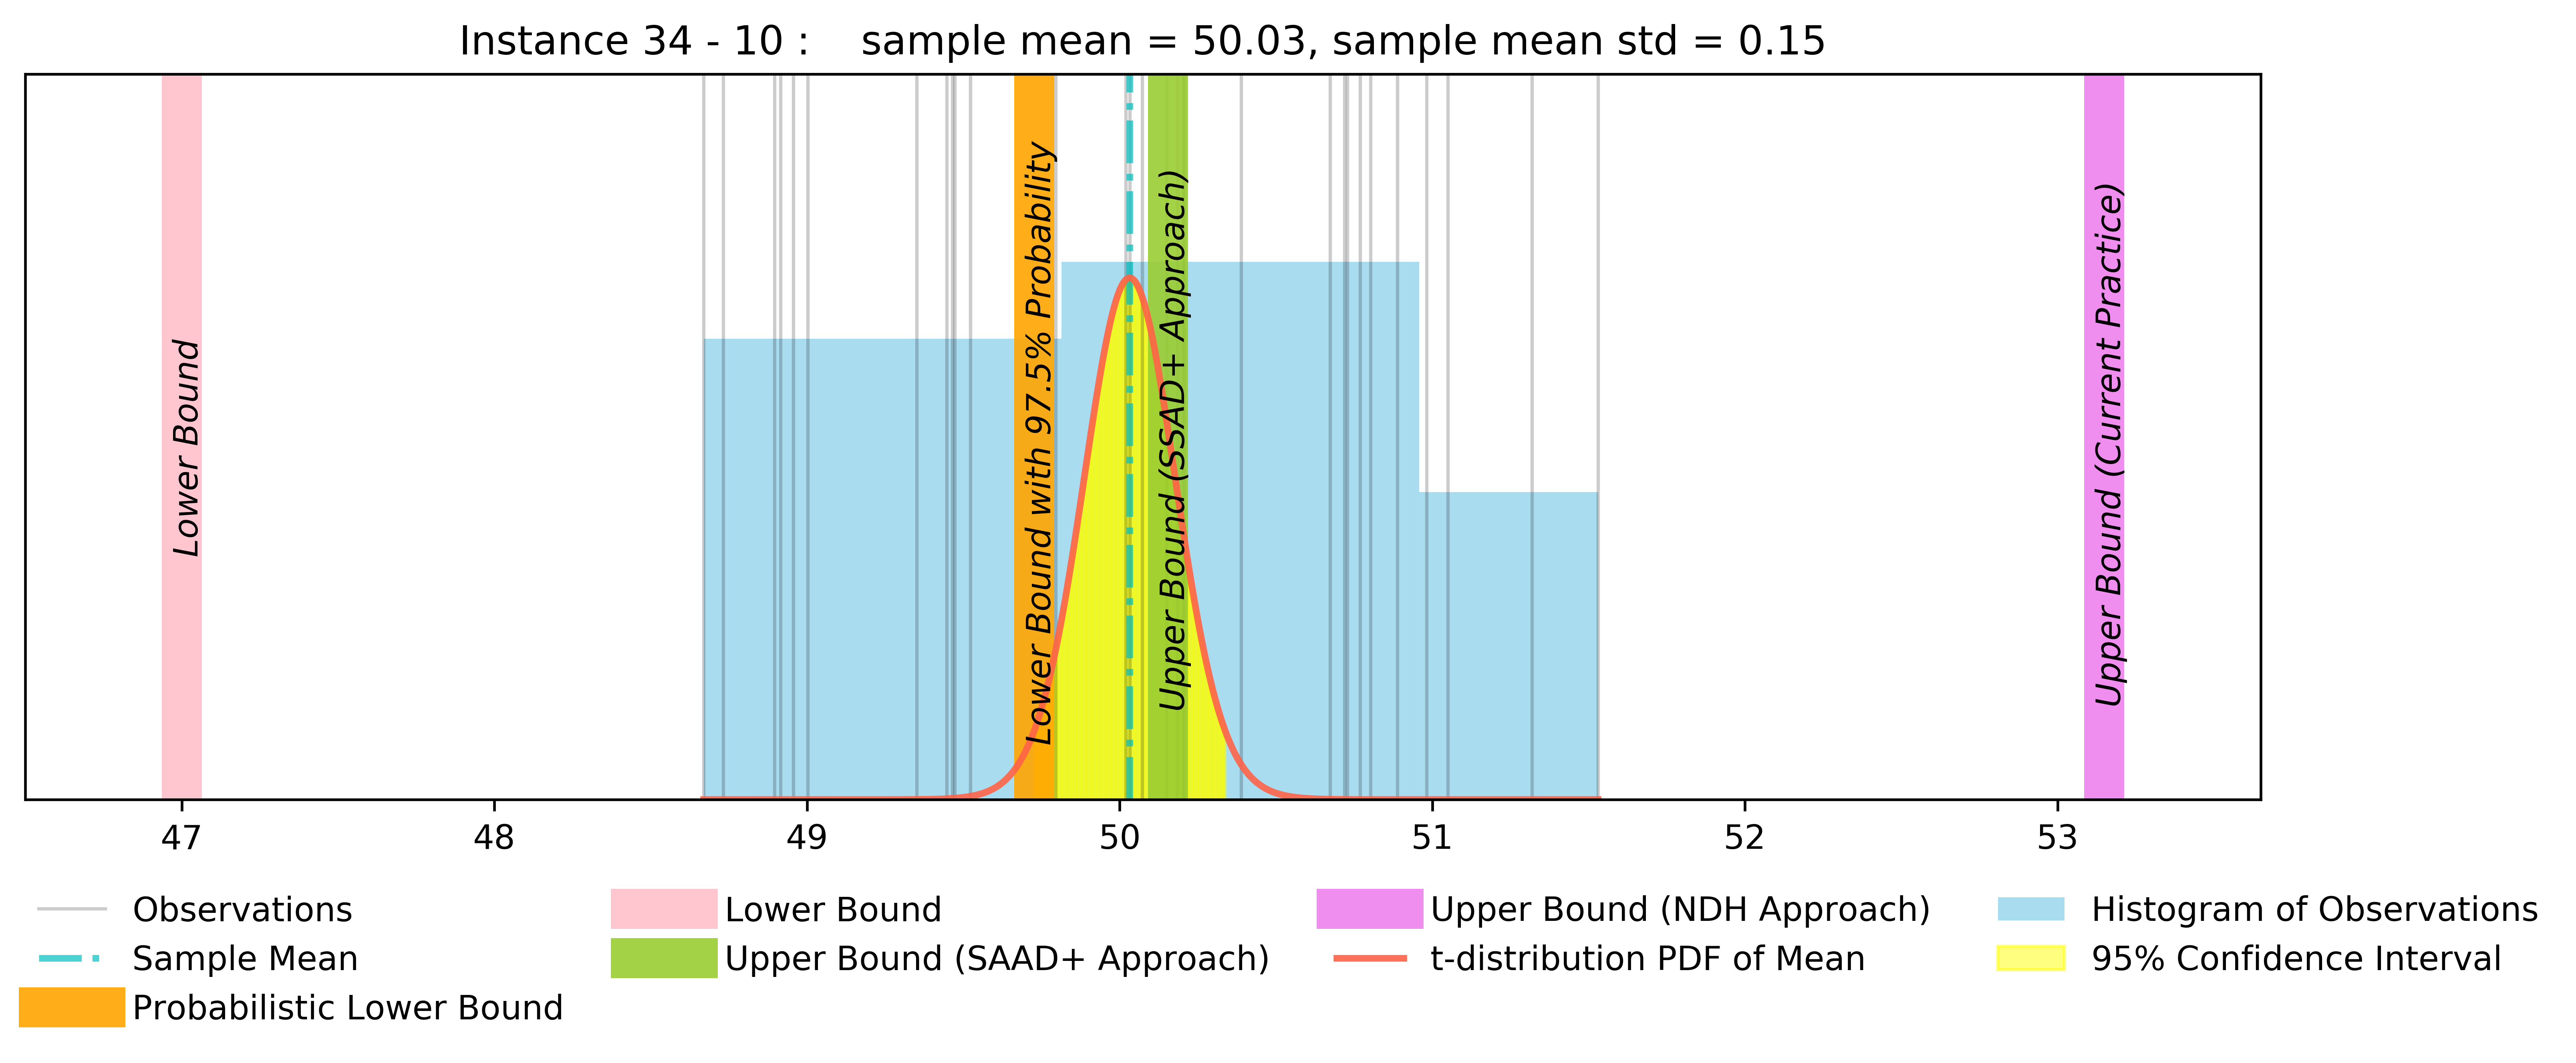 Instance 34 - 10 :    sample mean = 50.03, sample mean std = 0.15
Lower Bound
Lower Bound with 97.5% Probability
Upper Bound (SSAD+ Approach)
Upper Bound (Current Practice)
47 48 49 50 51 52 53
Observations
Sample Mean
Probabilistic Lower Bound
Lower Bound
Upper Bound (SAAD+ Approach)
Upper Bound (NDH Approach)
t-distribution PDF of Mean
Histogram of Observations
95% Confidence Interval